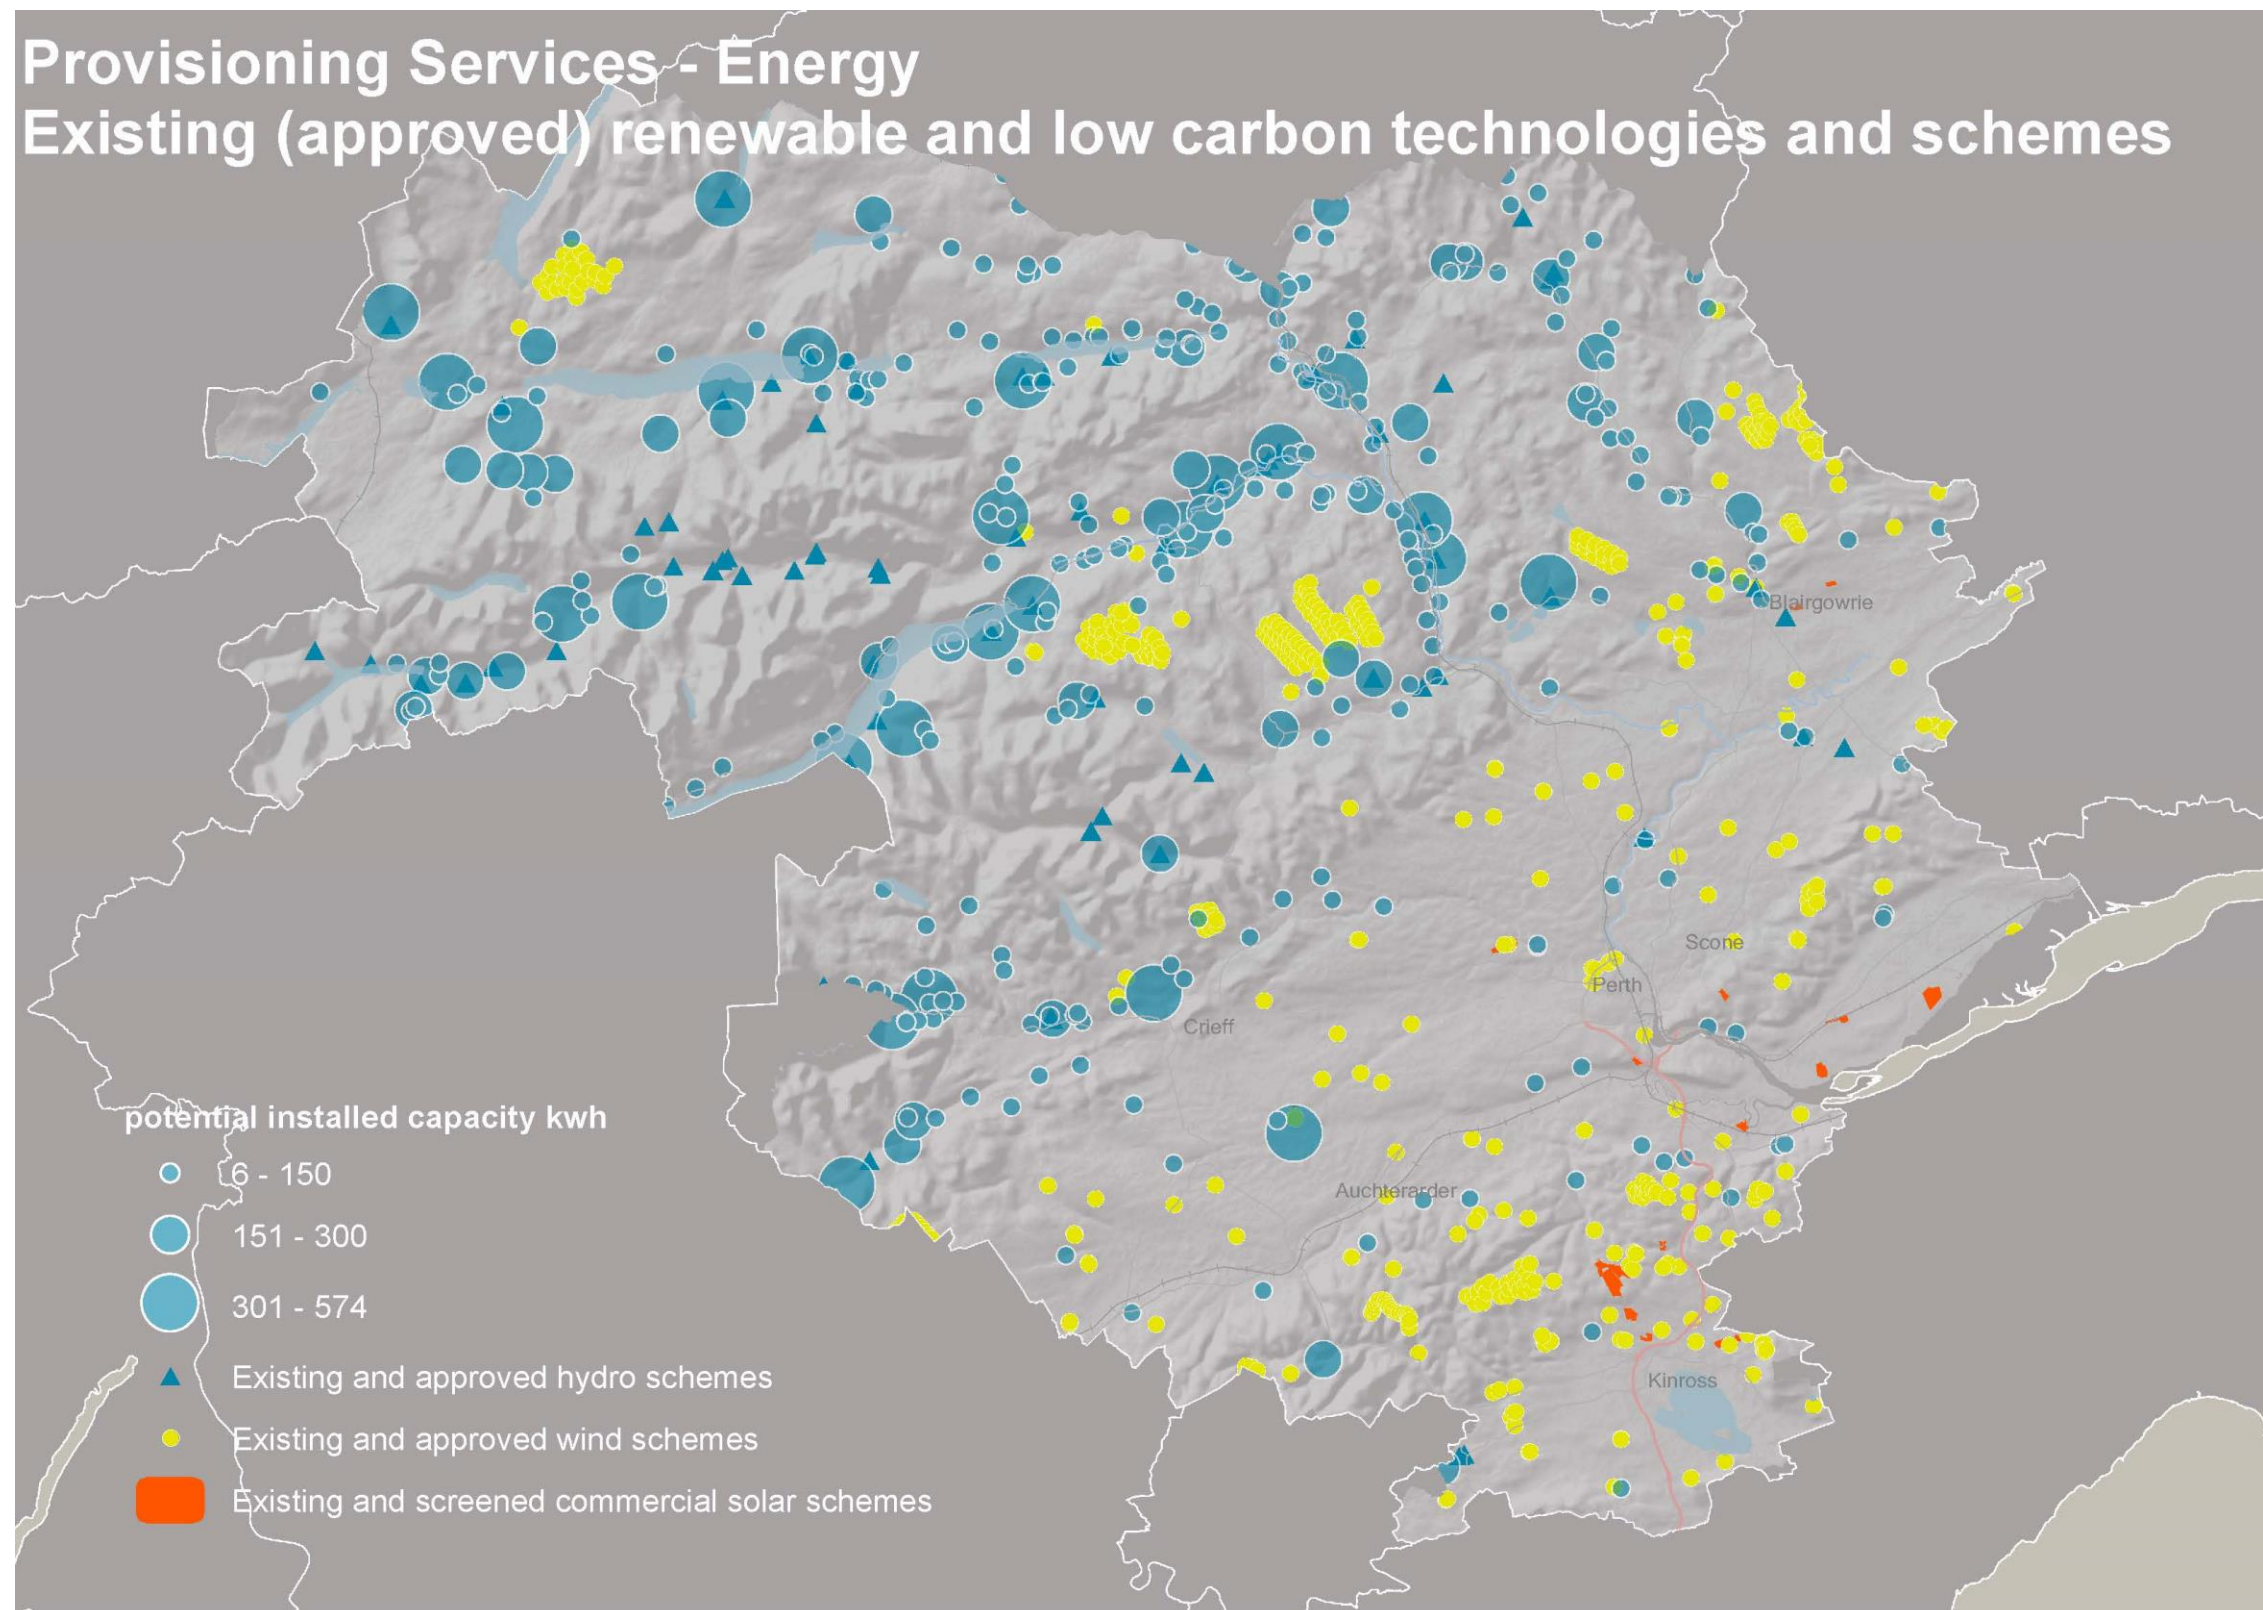 Provisioning Services - Energy
Existing (approved) renewable and low carbon technologies and schemes
Blairgowrie
Scone
Perth
Crieff
Auchterarder
Kinross
potential installed capacity kwh
6 - 150
151 - 300
301 - 574
Existing and approved hydro schemes
Existing and approved wind schemes
Existing and screened commercial solar schemes